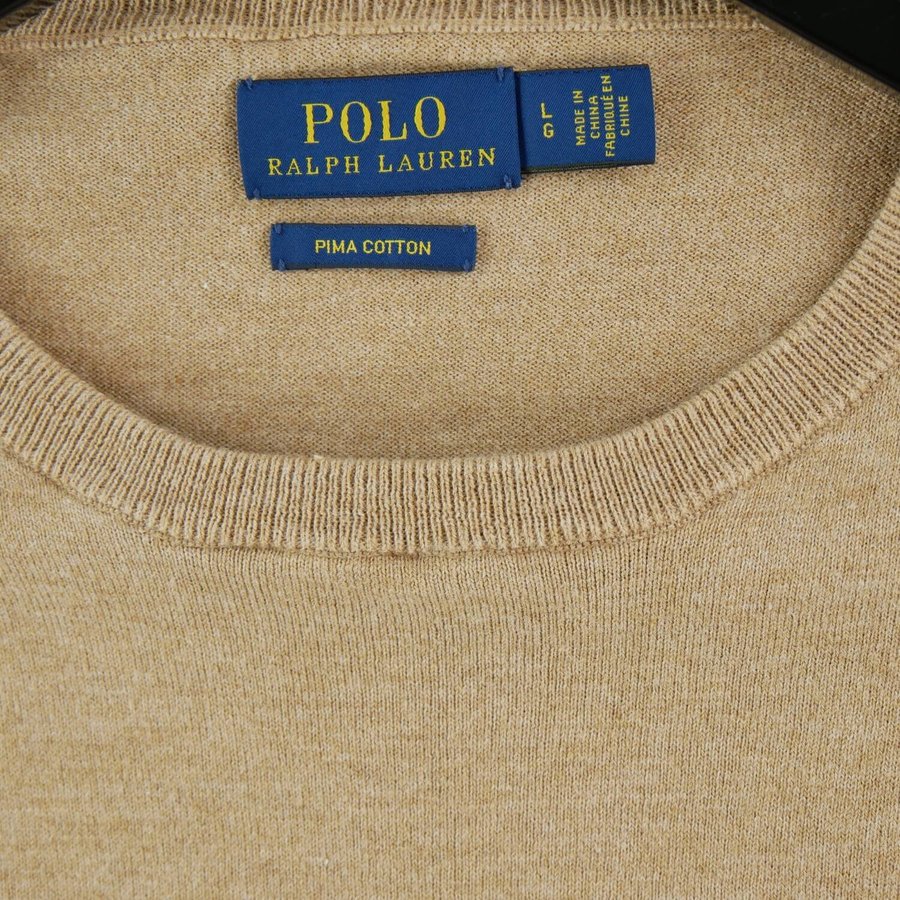 POLO
RALPH LAUREN
L
G
MADE IN
CHINA
FABRIQUÉ EN
CHINE
PIMA COTTON